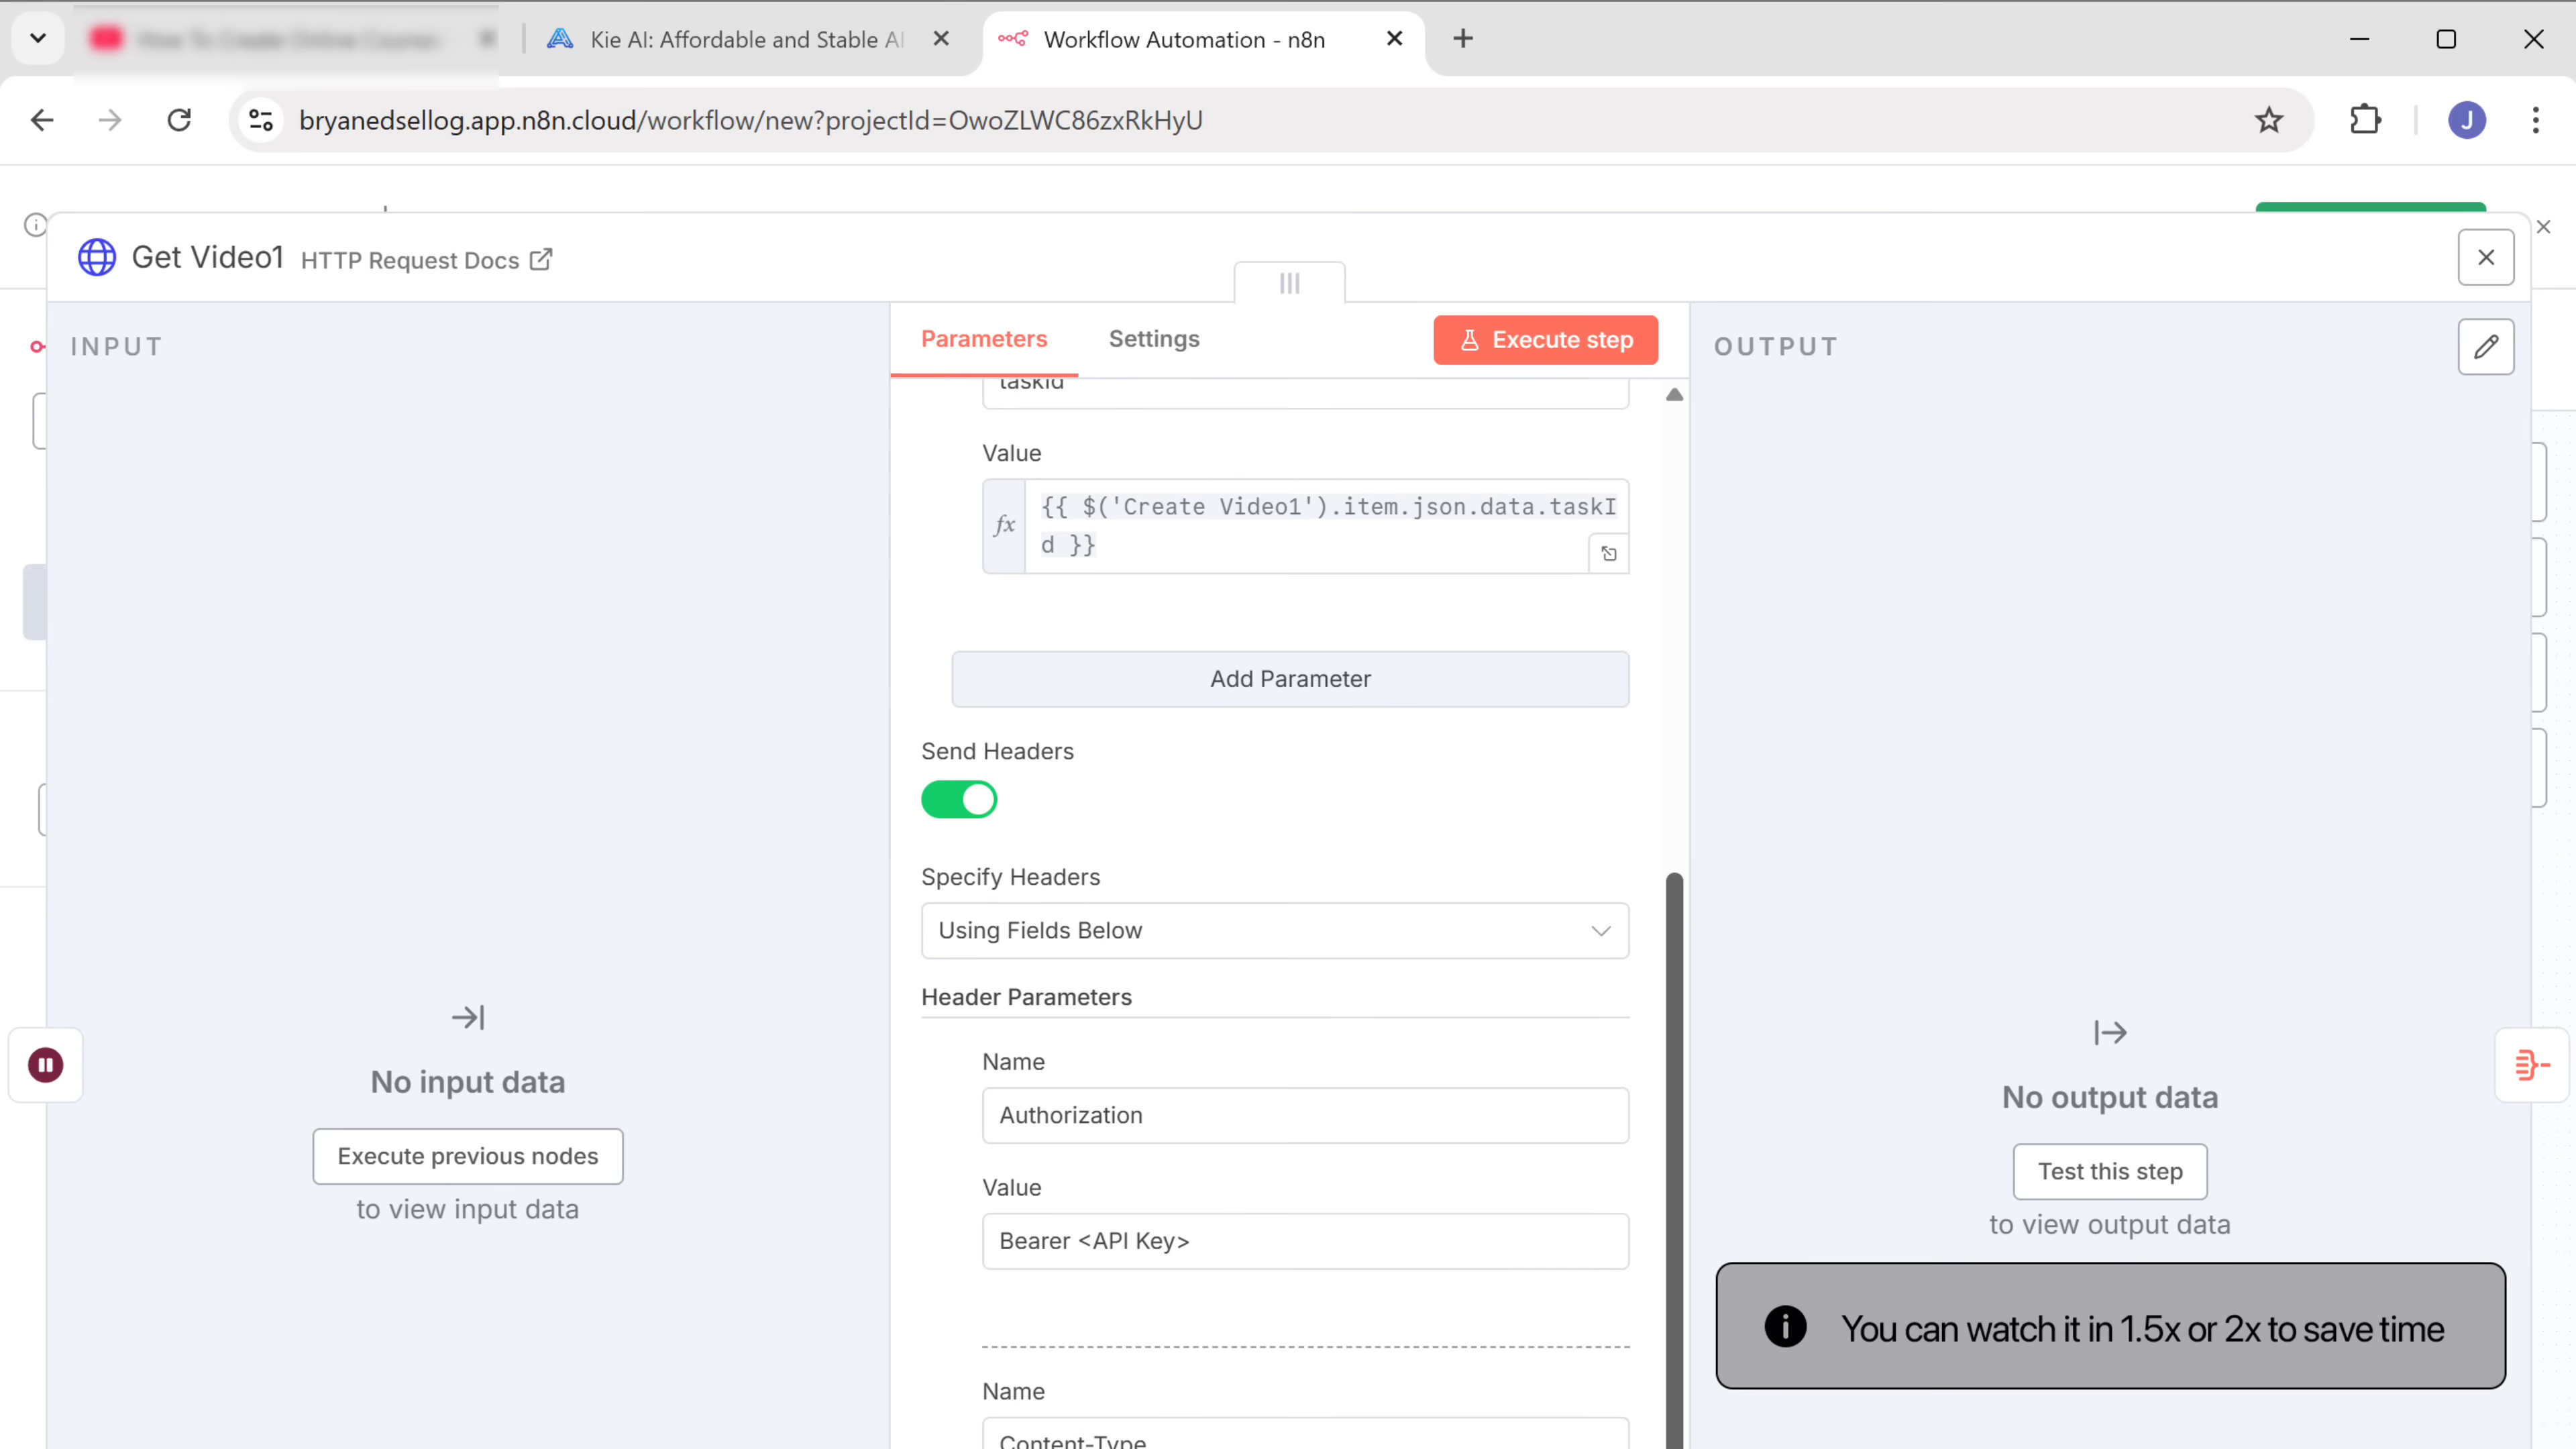 Kie AI: Affordable and Stable AI
Workflow Automation - n8n
bryanedsellog.app.n8n.cloud/workflow/new?projectId=OwoZLWC86zxRkHyU
J
Get Video1 HTTP Request Docs
INPUT
Parameters
Settings
Execute step
OUTPUT
taskId
Value
fx
{{ $('Create Video1').item.json.data.taskI
d }}
Add Parameter
Send Headers
Specify Headers
Using Fields Below
Header Parameters
Name
Authorization
Value
Bearer <API Key>
Name
Content-Type
No input data
Execute previous nodes
to view input data
No output data
Test this step
to view output data
You can watch it in 1.5x or 2x to save time